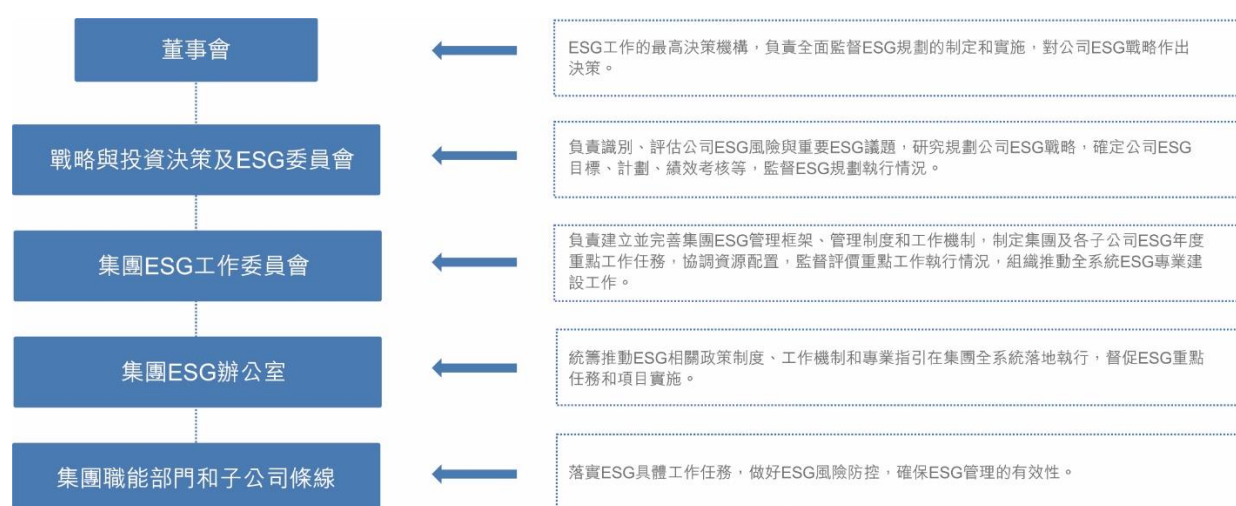 董事會
ESG工作的最高決策機構，負責全面監督ESG規劃的制定和實施，對公司ESG戰略作出
決策。
戰略與投資決策及ESG委員會
負責識別、評估公司ESG風險與重要ESG議題，研究規劃公司ESG戰略，確定公司ESG
目標、計劃、績效考核等，監督ESG規劃執行情況。
集團ESG工作委員會
負責建立並完善集團ESG管理框架、管理制度和工作機制，制定集團及各子公司ESG年度
重點工作任務，協調資源配置，監督評價重點工作執行情況，組織推動全系統ESG專業建
設工作。
集團ESG辦公室
統籌推動ESG相關政策制度、工作機制和專業指引在集團全系統落地執行，督促ESG重點
任務和項目實施。
集團職能部門和子公司條線
落實ESG具體工作任務，做好ESG風險防控，確保ESG管理的有效性。